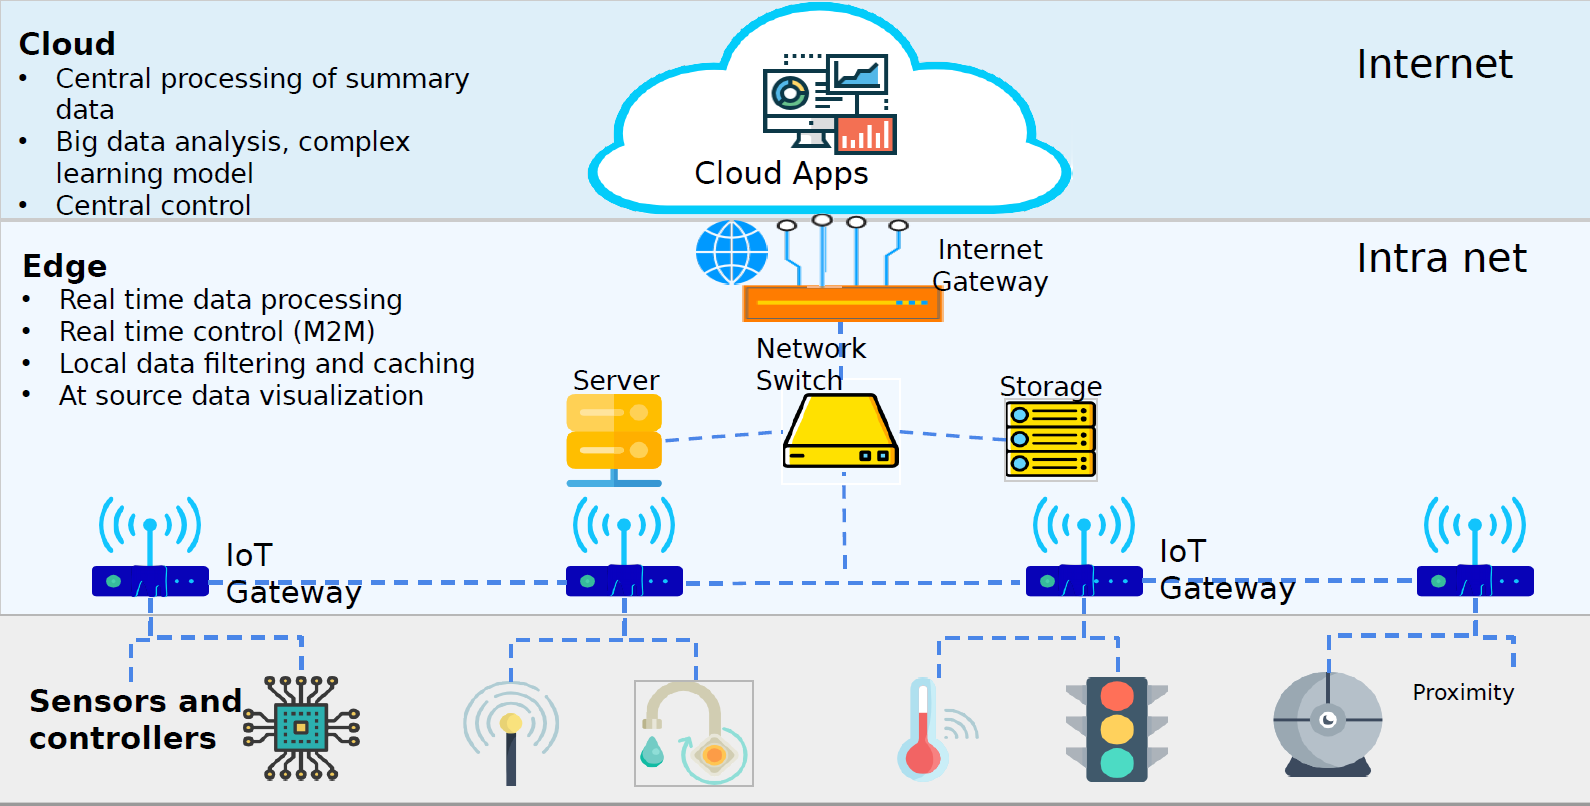 Cloud
• Central processing of summary
data
• Big data analysis, complex
learning model
• Central control
Internet
Cloud Apps
Edge
• Real time data processing
• Real time control (M2M)
• Local data filtering and caching
• At source data visualization
Intra net
Internet
Gateway
Network
Switch
Server
Storage
IoT
Gateway
IoT
Gateway
Sensors and
controllers
Proximity